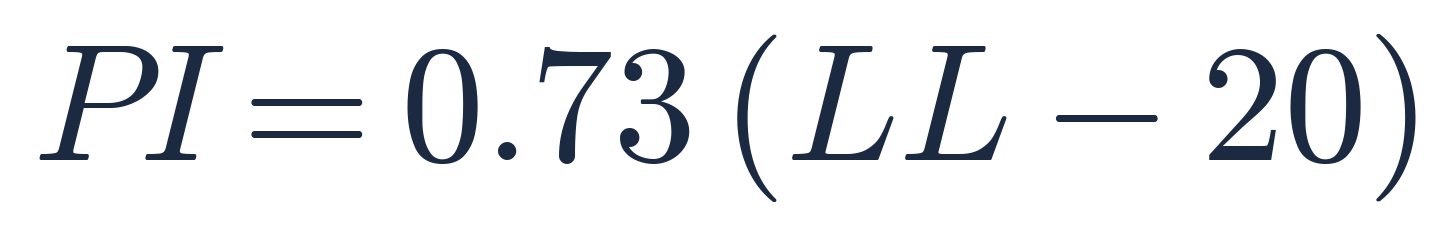 PI = 0.73 (LL − 20)